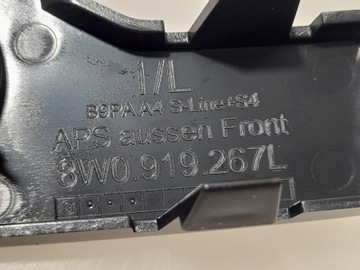 1/L
B9PA A4 S-Line+S4
APS aussen Front
8W0.919.267L